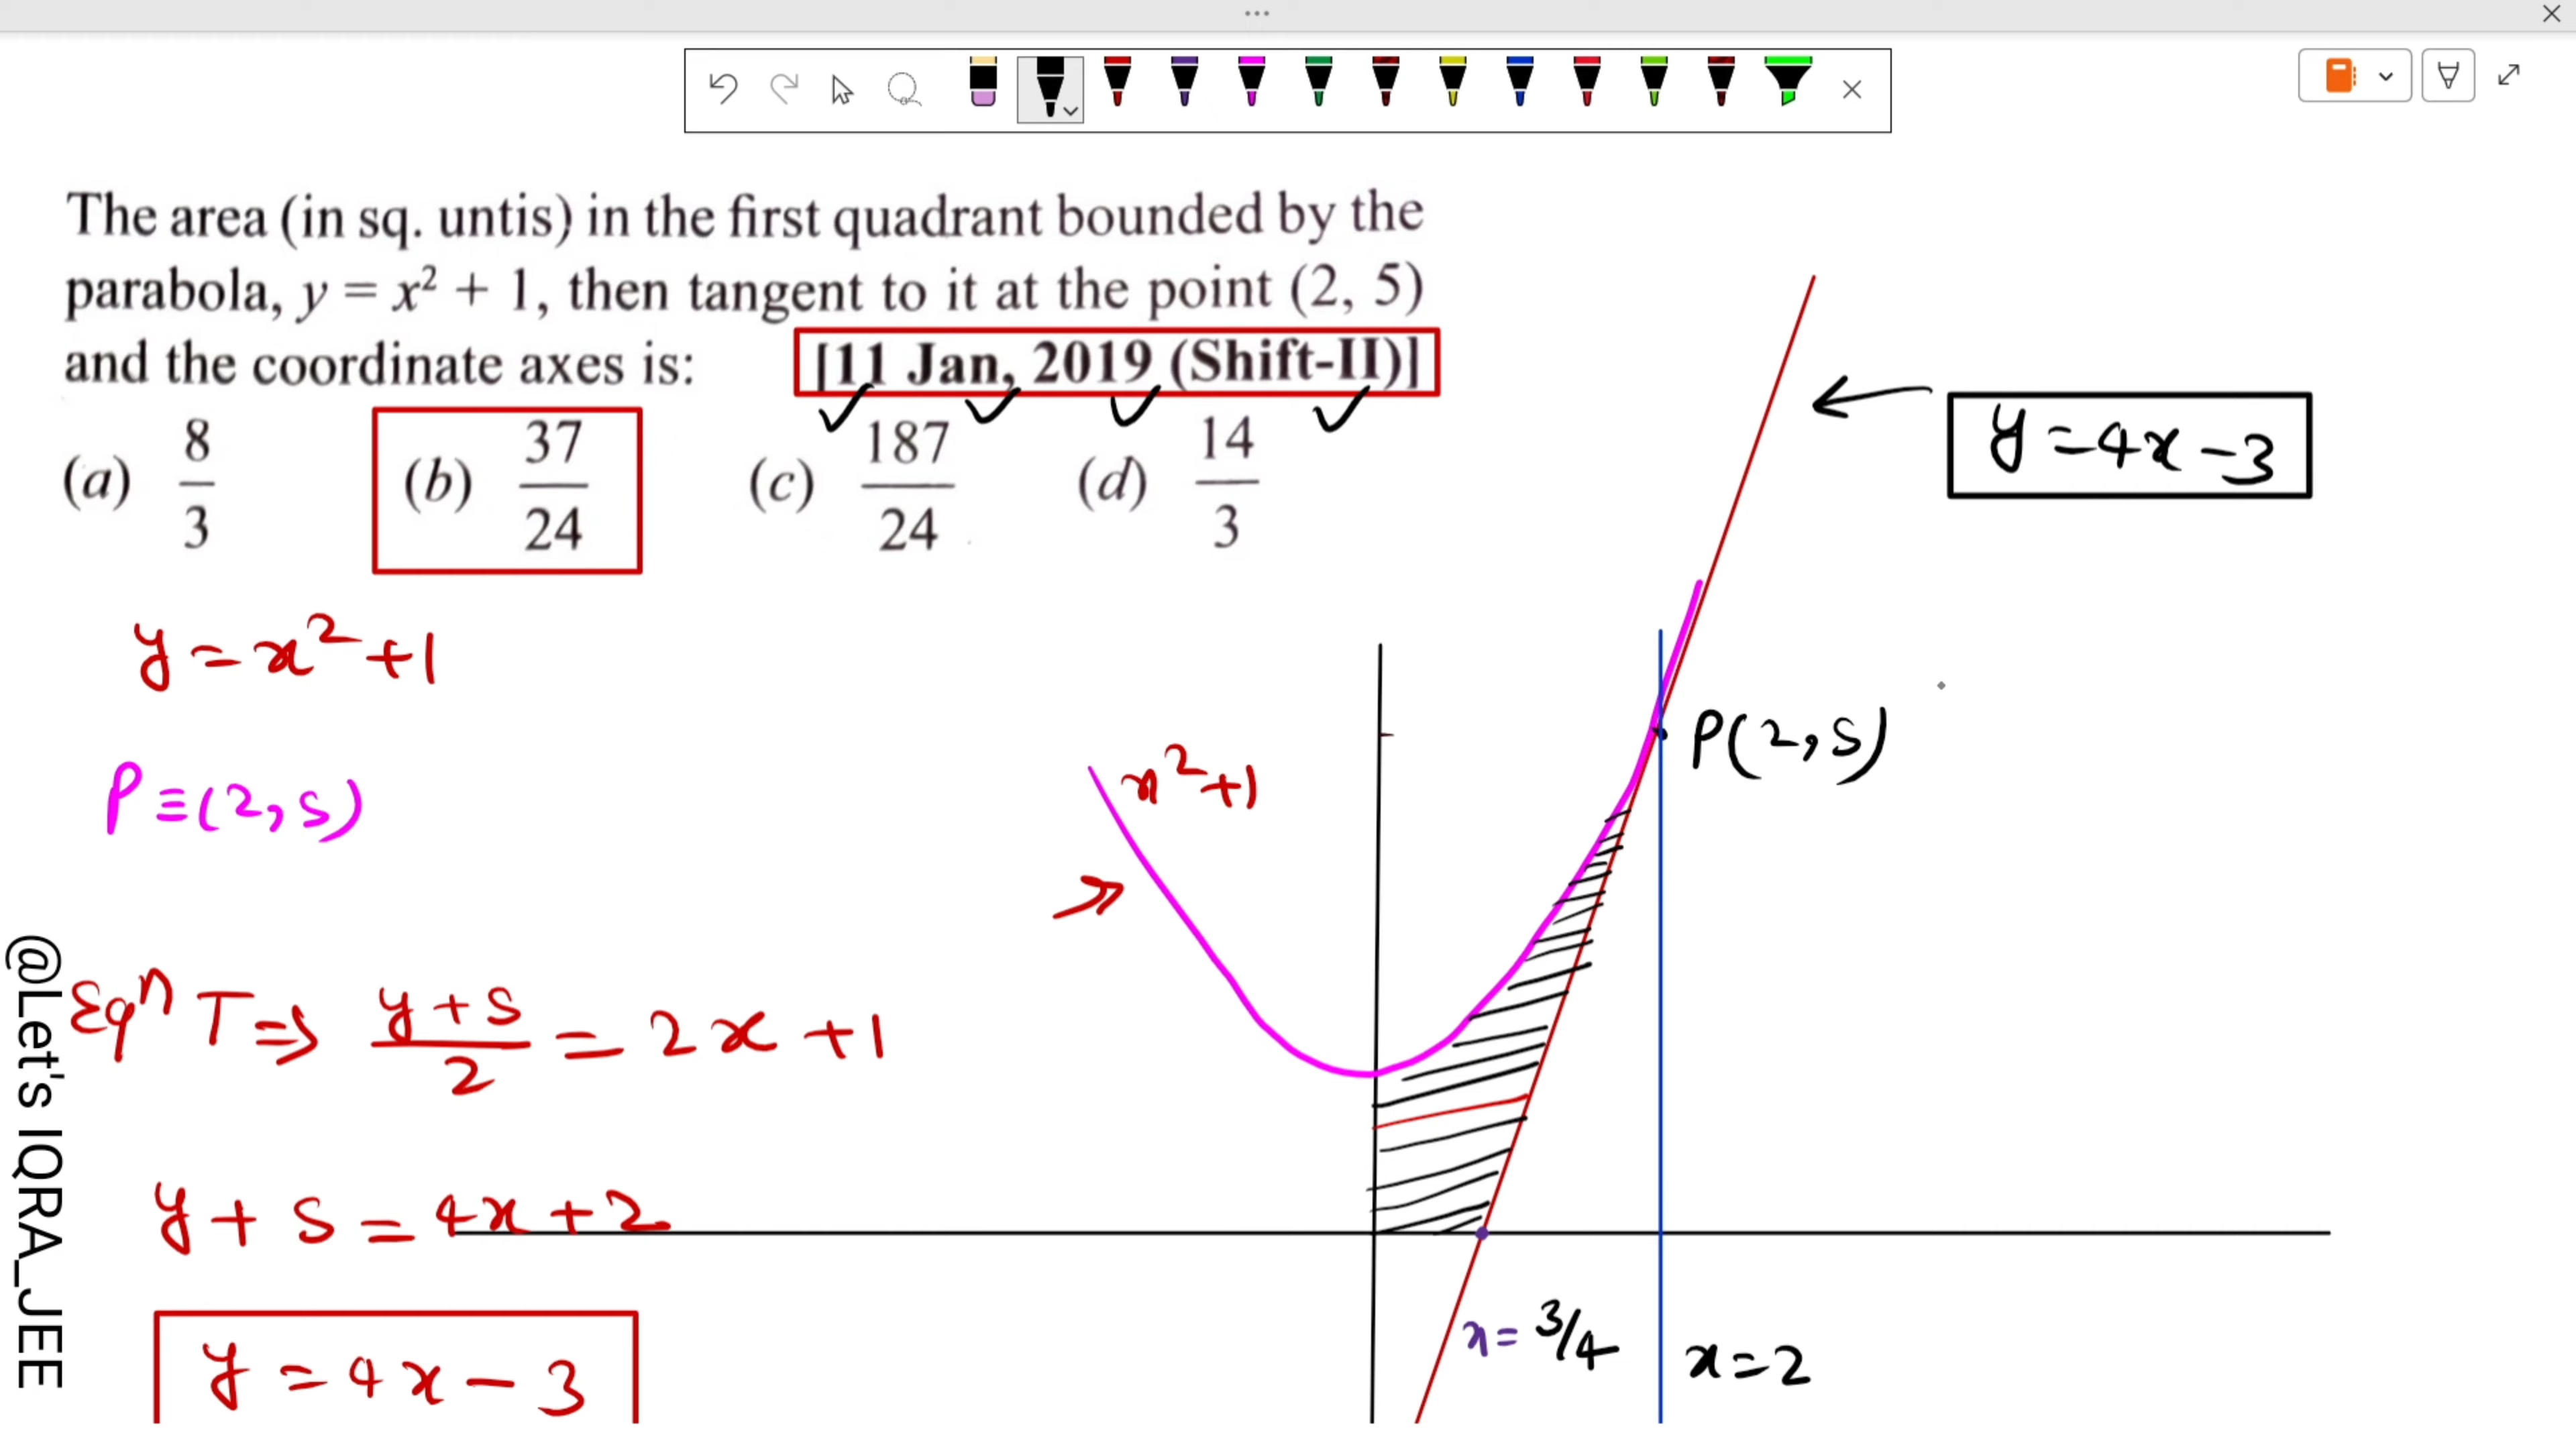 The area (in sq. untis) in the first quadrant bounded by the
parabola, y = x² + 1, then tangent to it at the point (2, 5)
and the coordinate axes is: [11 Jan, 2019 (Shift-II)]
(a) 8/3 (b) 37/24 (c) 187/24 (d) 14/3
y = 4x - 3
y = x² + 1
P(2, 5)
x² + 1
P ≡ (2, 5)
Eqⁿ T ⇒ (y + 5)/2 = 2x + 1
y + 5 = 4x + 2
x = 3/4
x = 2
y = 4x - 3
@Let's IQRA_JEE